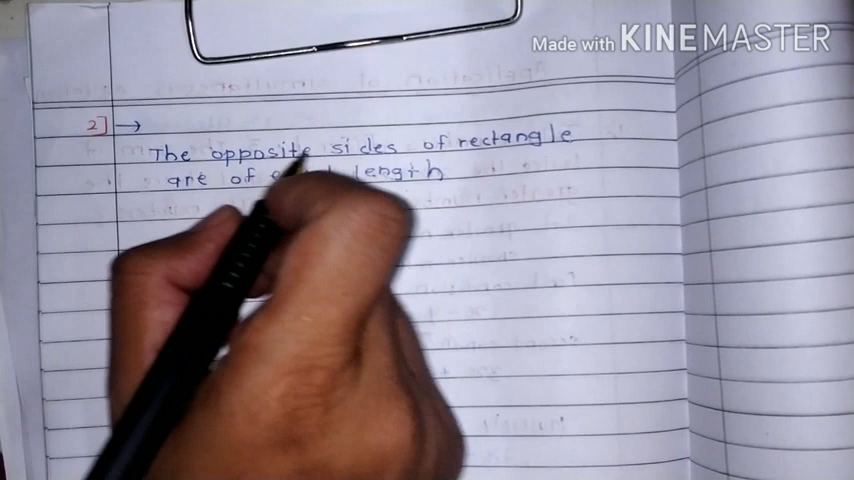 Made with KINEMASTER
2] →
The opposite sides of rectangle
are of length